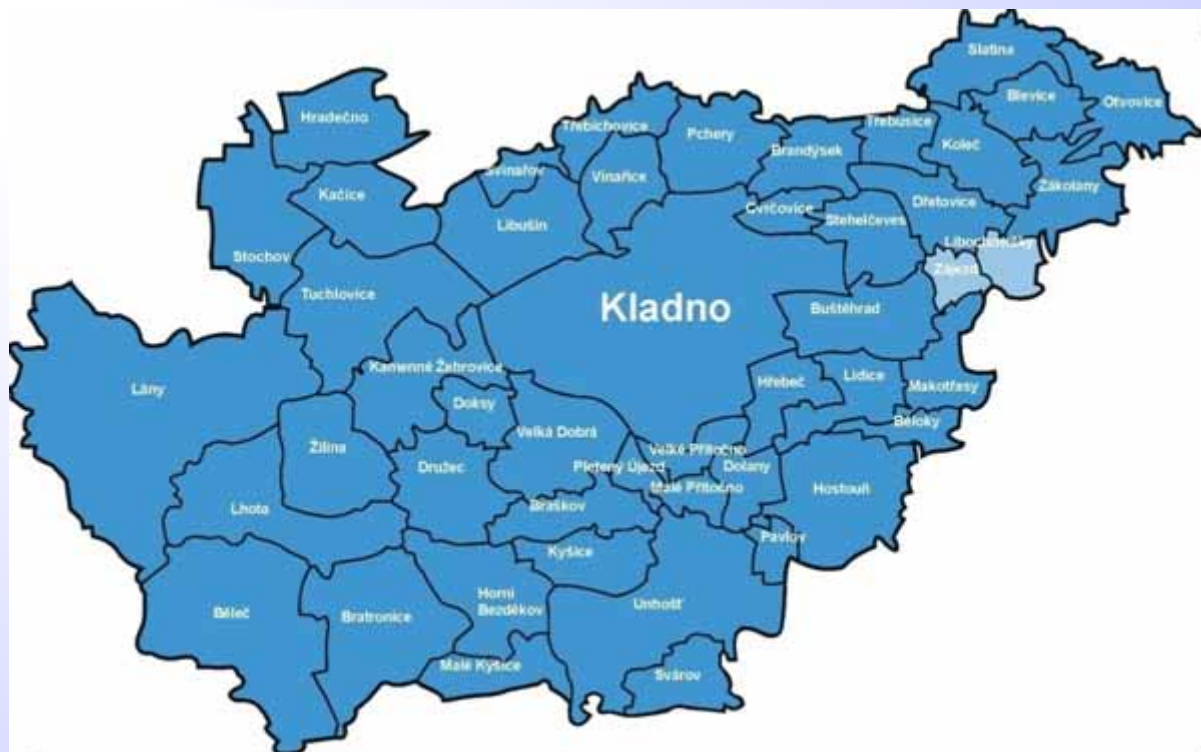 Slatina
Blevice
Otvovice
Hradečno
Třebichovice
Pchery
Třebusice
Brandýsek
Koleč
Svinařov
Vinařice
Kačice
Zákolany
Dřetovice
Cvrčovice
Stehelčeves
Libušín
Libochovičky
Stochov
Zájezd
Tuchlovice
Kladno
Buštěhrad
Kamenné Žehrovice
Lány
Hřebeč
Lidice
Makotřasy
Doksy
Běloky
Velká Dobrá
Žilina
Velké Přítočno
Družec
Pletený Újezd
Dolany
Malé Přítočno
Hostouň
Lhota
Braškov
Pavlov
Kyšice
Horní
Bezděkov
Unhošť
Běleč
Bratronice
Malé Kyšice
Svárov